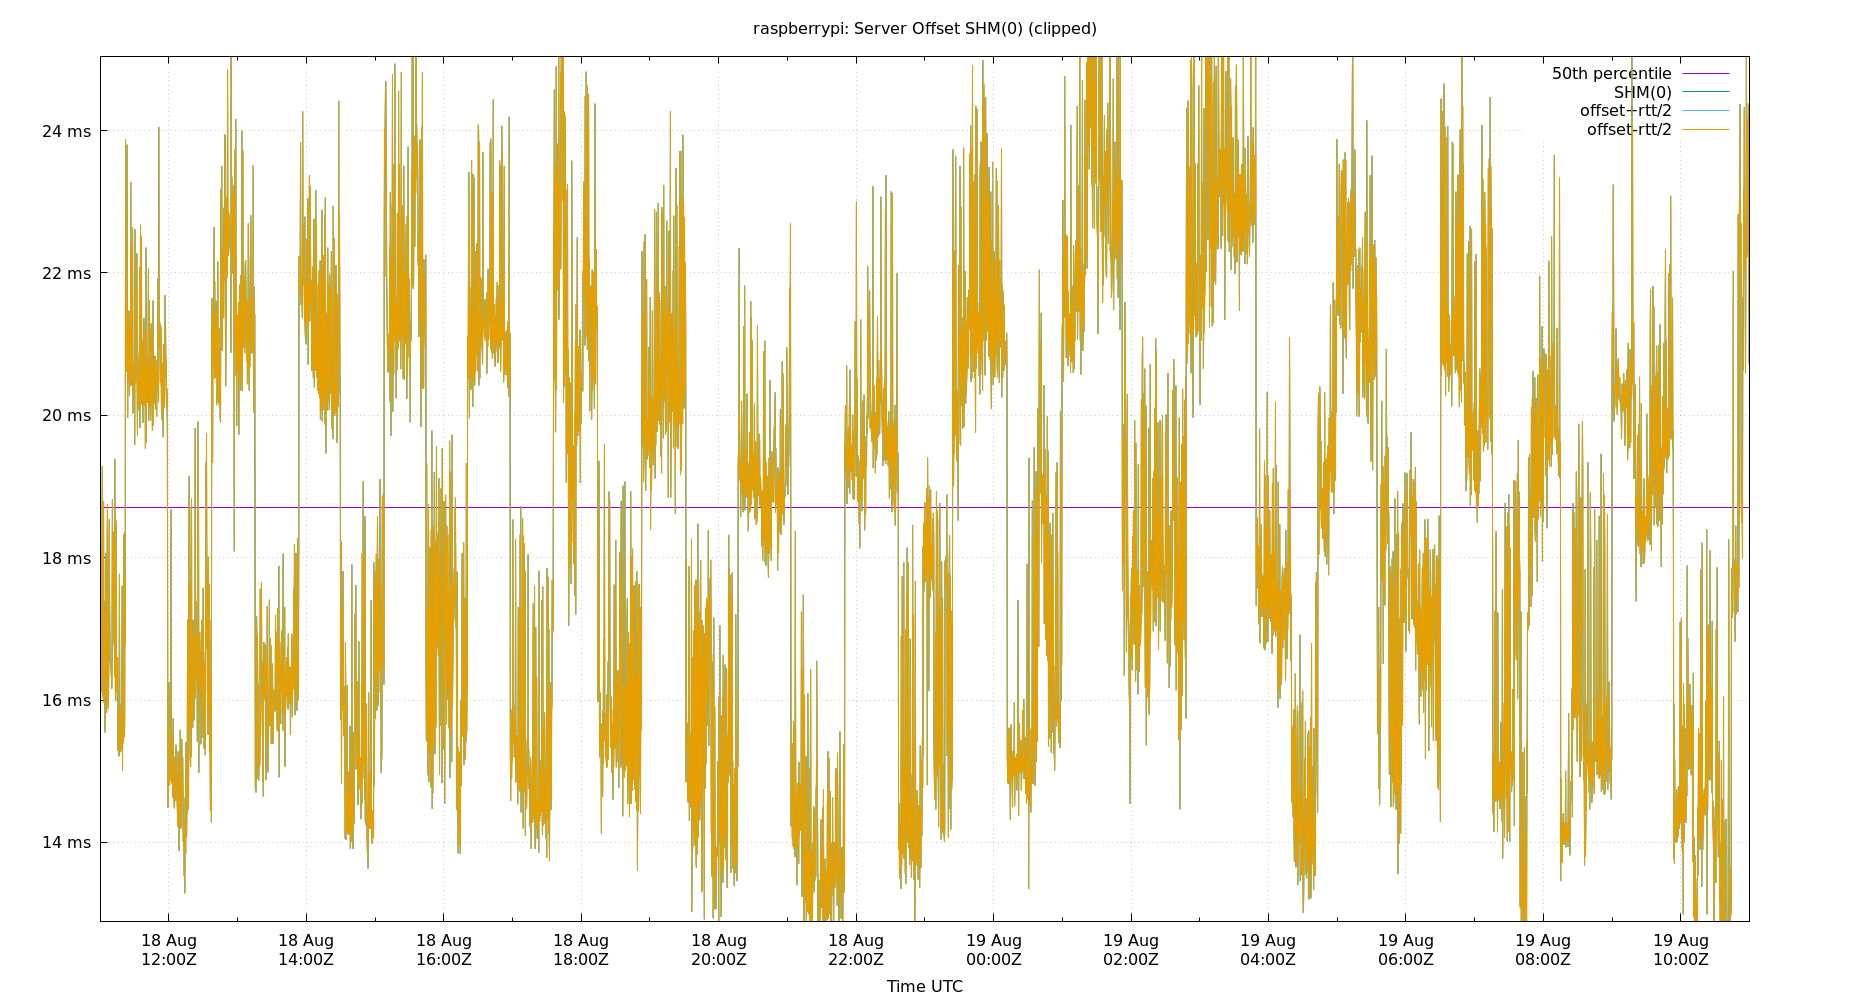 raspberrypi: Server Offset SHM(0) (clipped)
50th percentile
SHM(0)
offset+rtt/2
offset-rtt/2
24 ms
22 ms
20 ms
18 ms
16 ms
14 ms
18 Aug 18 Aug 18 Aug 18 Aug 18 Aug 18 Aug 19 Aug 19 Aug 19 Aug 19 Aug 19 Aug 19 Aug
12:00Z 14:00Z 16:00Z 18:00Z 20:00Z 22:00Z 00:00Z 02:00Z 04:00Z 06:00Z 08:00Z 10:00Z
Time UTC